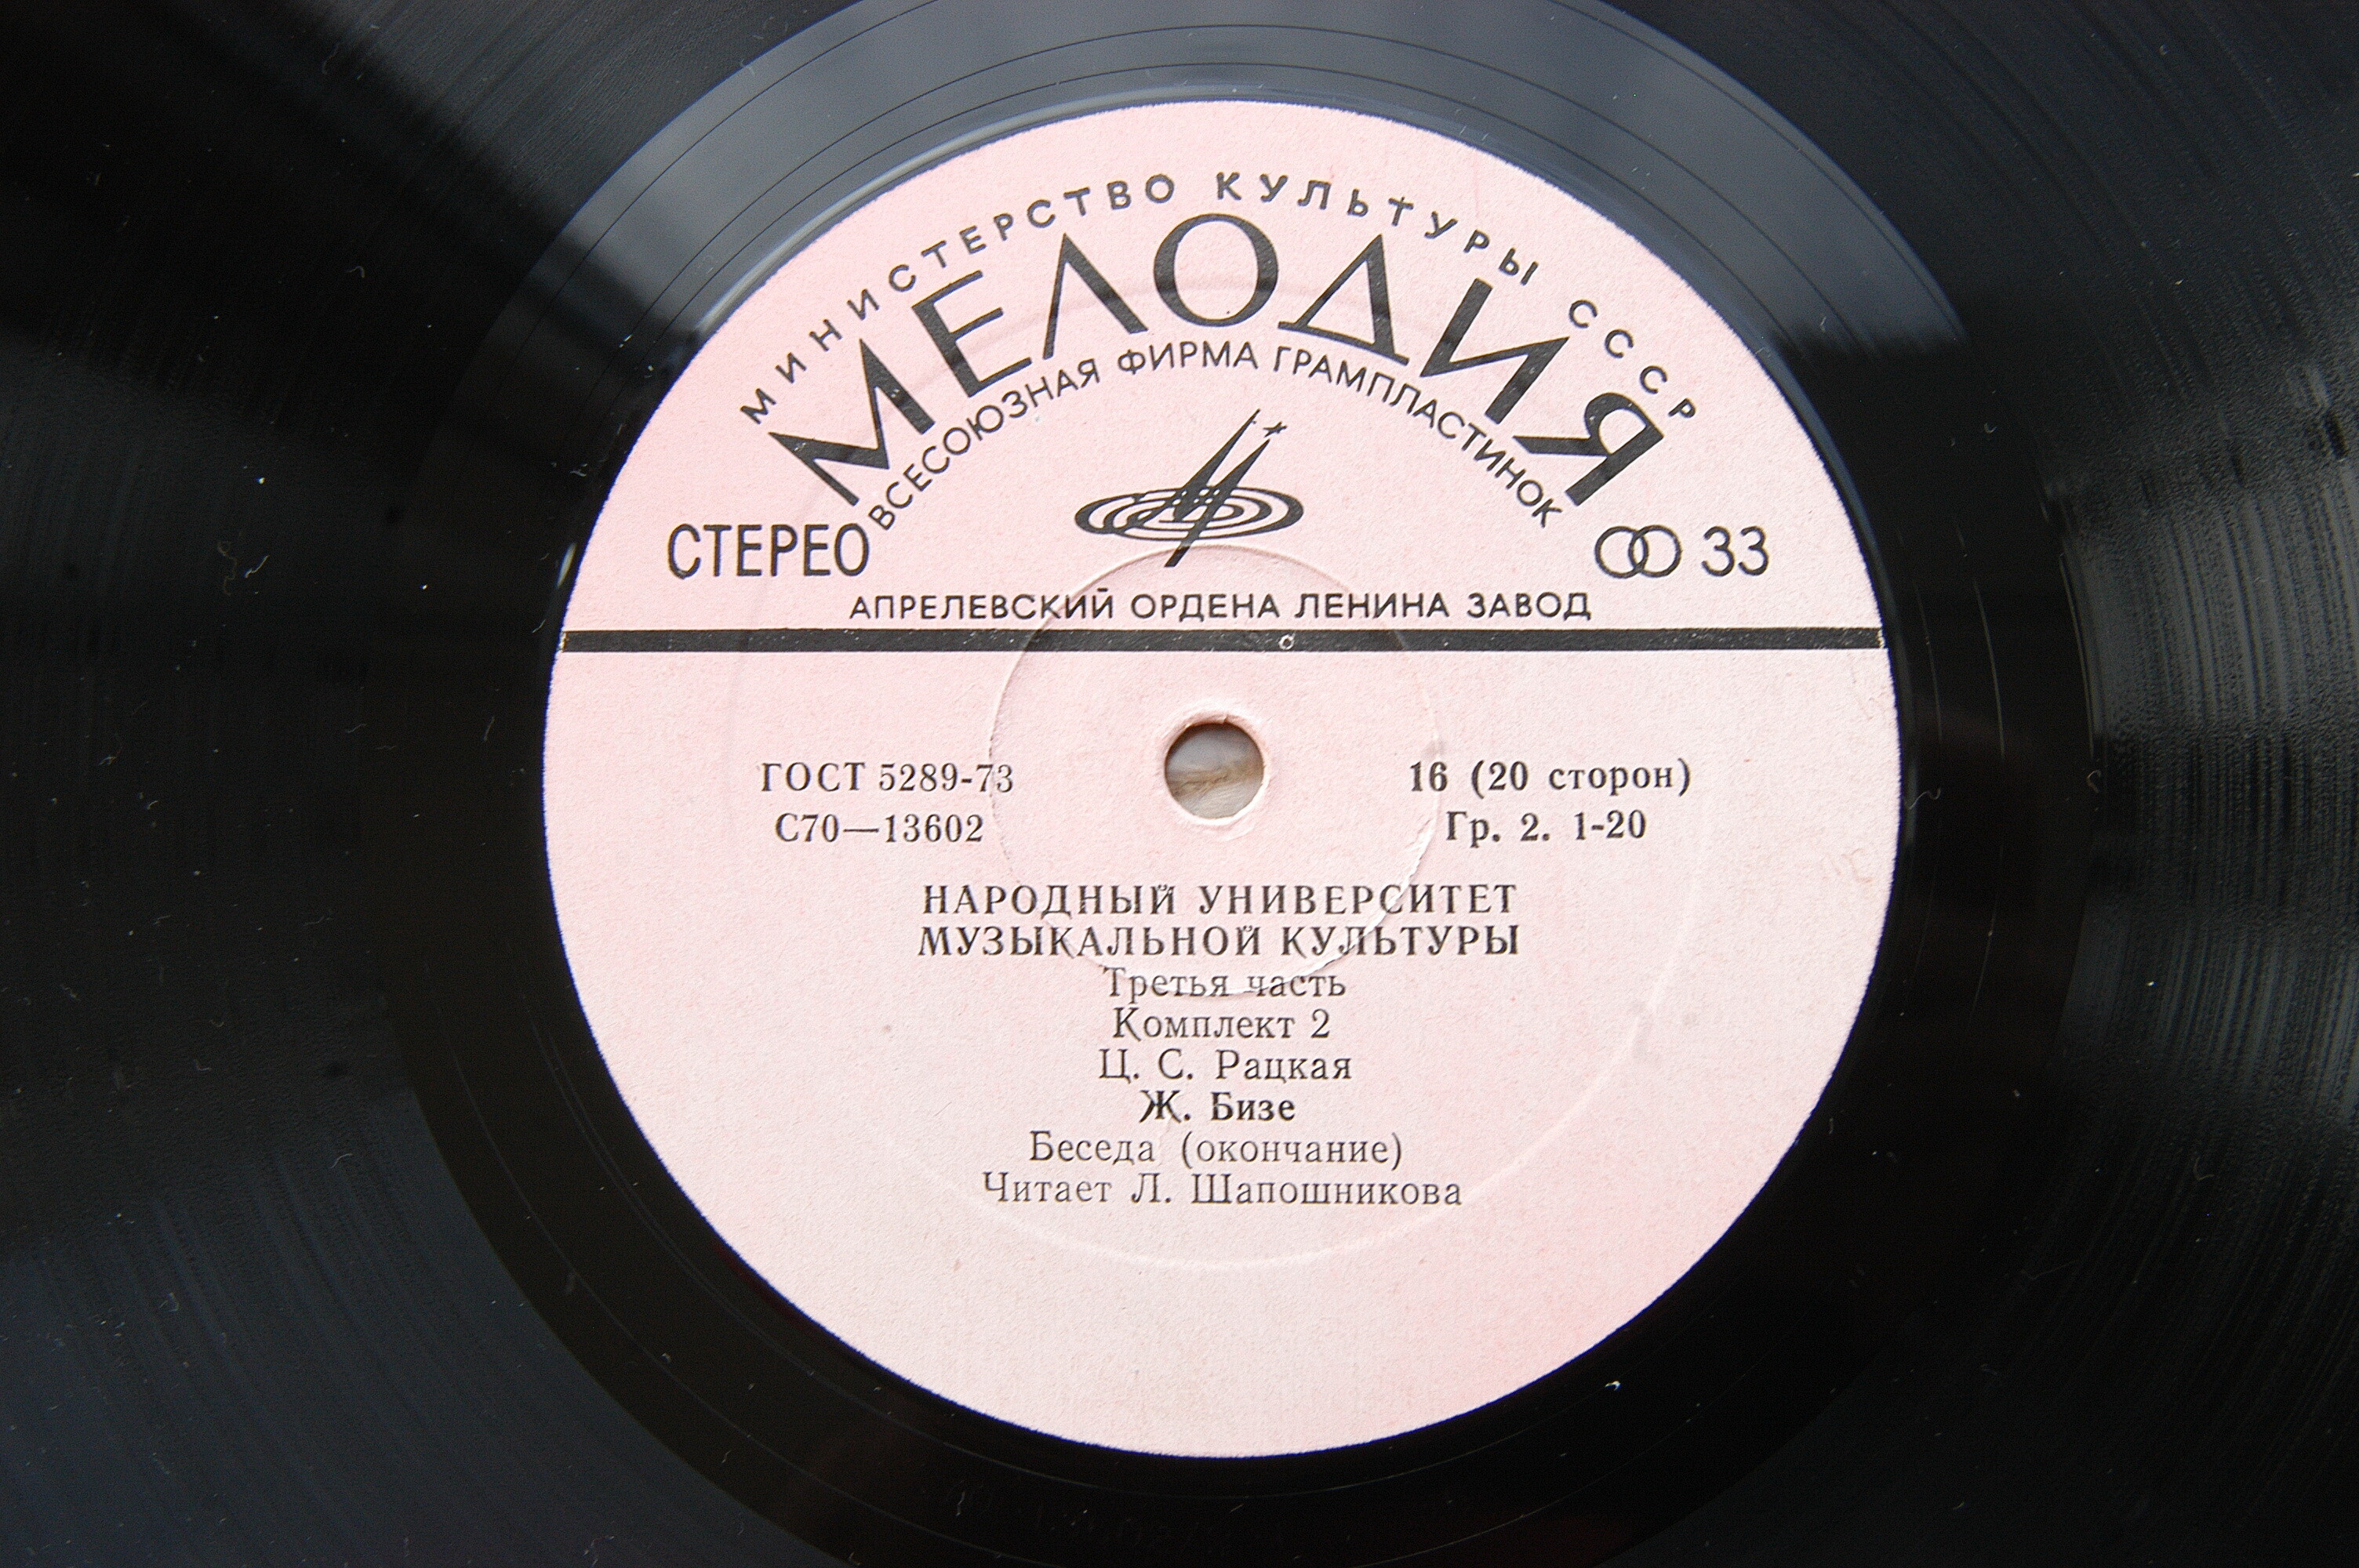 МИНИСТЕРСТВО КУЛЬТУРЫ СССР
МЕЛОДИЯ
ВСЕСОЮЗНАЯ ФИРМА ГРАМПЛАСТИНОК
СТЕРЕО 33
АПРЕЛЕВСКИЙ ОРДЕНА ЛЕНИНА ЗАВОД
ГОСТ 5289-73 16 (20 сторон)
С70—13602 Гр. 2. 1-20
НАРОДНЫЙ УНИВЕРСИТЕТ
МУЗЫКАЛЬНОЙ КУЛЬТУРЫ
Третья часть
Комплект 2
Ц. С. Рацкая
Ж. Бизе
Беседа (окончание)
Читает Л. Шапошникова